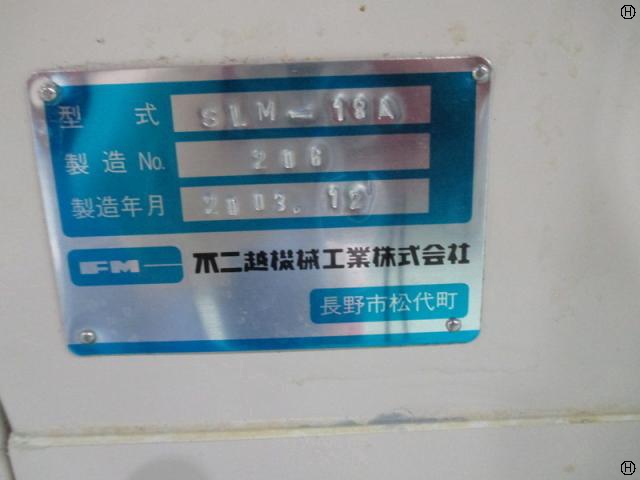 型 式 SLM-18A
製造No. 206
製造年月 2003.12
FM 不二越機械工業株式会社
長野市松代町
H
H